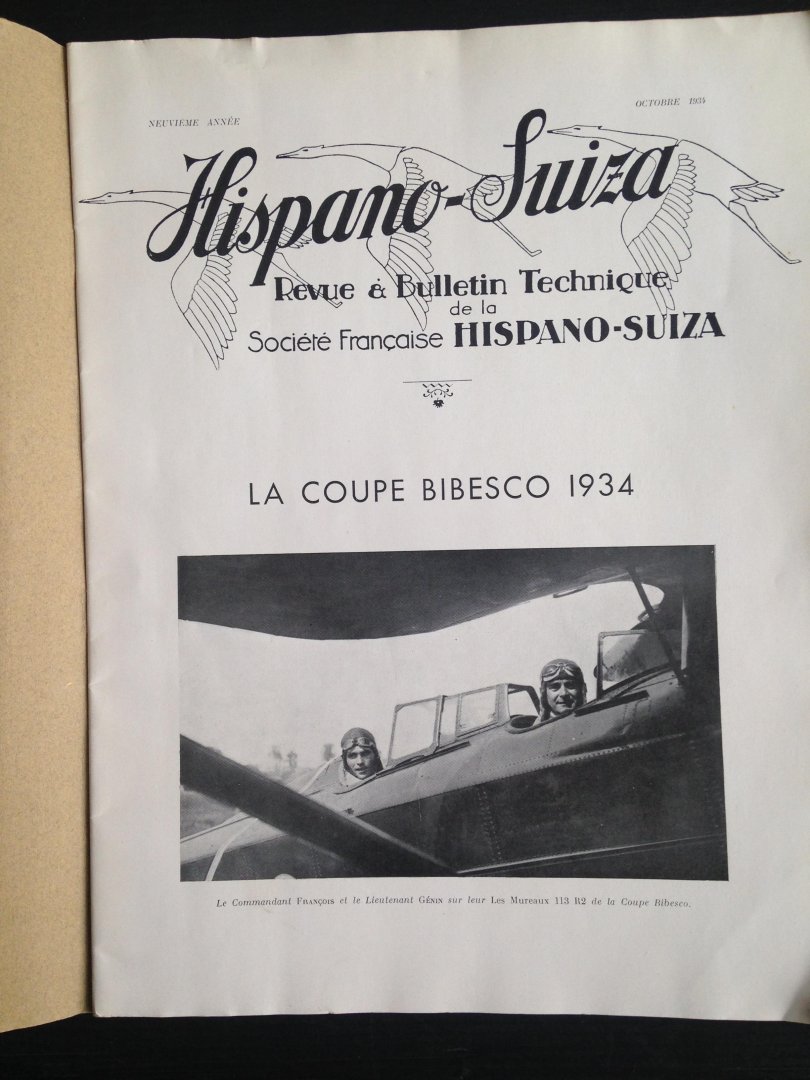 NEUVIÈME ANNÉE
OCTOBRE 1934
Hispano-Suiza
Revue & Bulletin Technique
de la
Société Française HISPANO-SUIZA
LA COUPE BIBESCO 1934
Le Commandant FRANÇOIS et le Lieutenant GÉNIN sur leur Les Mureaux 113 R2 de la Coupe Bibesco.